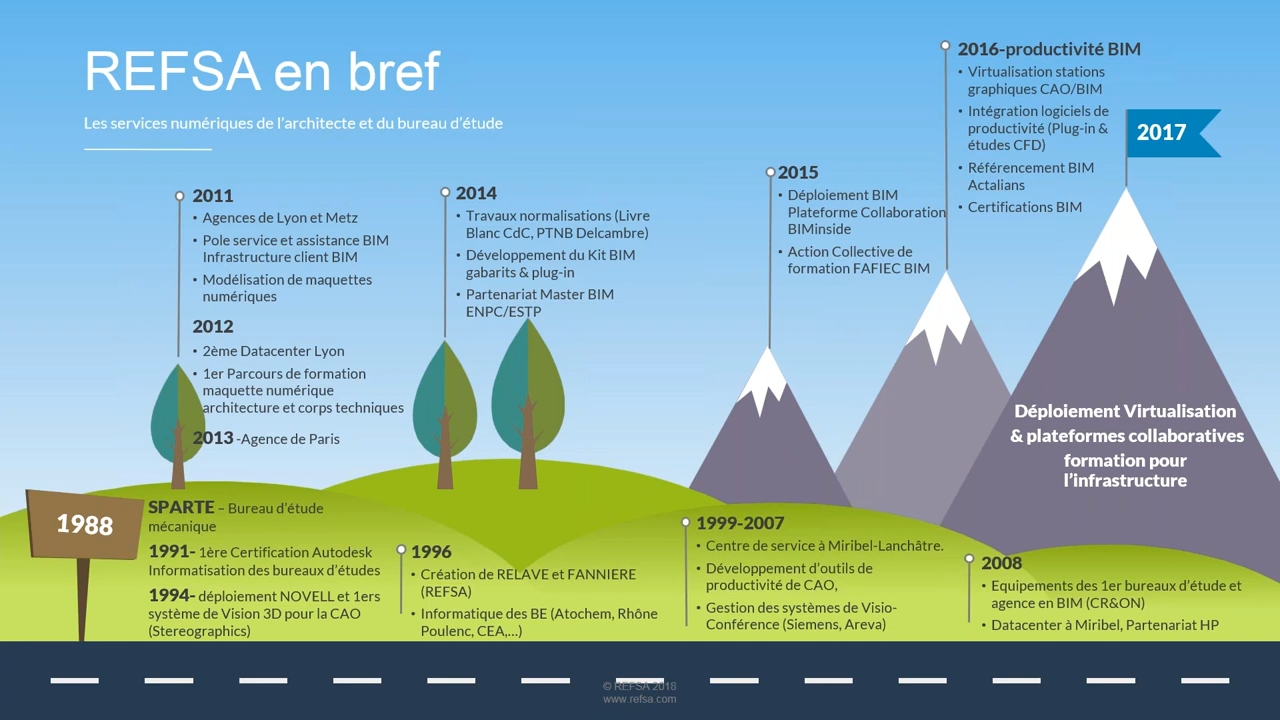 REFSA en bref
Les services numériques de l'architecte et du bureau d'étude
1988
SPARTE – Bureau d'étude
mécanique
1991- 1ère Certification Autodesk
Informatisation des bureaux d'études
1994- déploiement NOVELL et 1ers
système de Vision 3D pour la CAO
(Stereographics)
1996
• Création de RELAVE et FANNIERE
(REFSA)
• Informatique des BE (Atochem, Rhône
Poulenc, CEA,...)
1999-2007
• Centre de service à Miribel-Lanchâtre.
• Développement d'outils de
productivité de CAO,
• Gestion des systèmes de Visio-
Conférence (Siemens, Areva)
2008
• Equipements des 1er bureaux d'étude et
agence en BIM (CR&ON)
• Datacenter à Miribel, Partenariat HP
2011
• Agences de Lyon et Metz
• Pole service et assistance BIM
Infrastructure client BIM
• Modélisation de maquettes
numériques
2012
• 2ème Datacenter Lyon
• 1er Parcours de formation
maquette numérique
architecture et corps techniques
2013 -Agence de Paris
2014
• Travaux normalisations (Livre
Blanc CdC, PTNB Delcambre)
• Développement du Kit BIM
gabarits & plug-in
• Partenariat Master BIM
ENPC/ESTP
2015
• Déploiement BIM
Plateforme Collaboration
BIMinside
• Action Collective de
formation FAFIEC BIM
2016-productivité BIM
• Virtualisation stations
graphiques CAO/BIM
• Intégration logiciels de
productivité (Plug-in &
études CFD)
• Référencement BIM
Actalians
• Certifications BIM
2017
Déploiement Virtualisation
& plateformes collaboratives
formation pour
l'infrastructure
© REFSA 2018
www.refsa.com